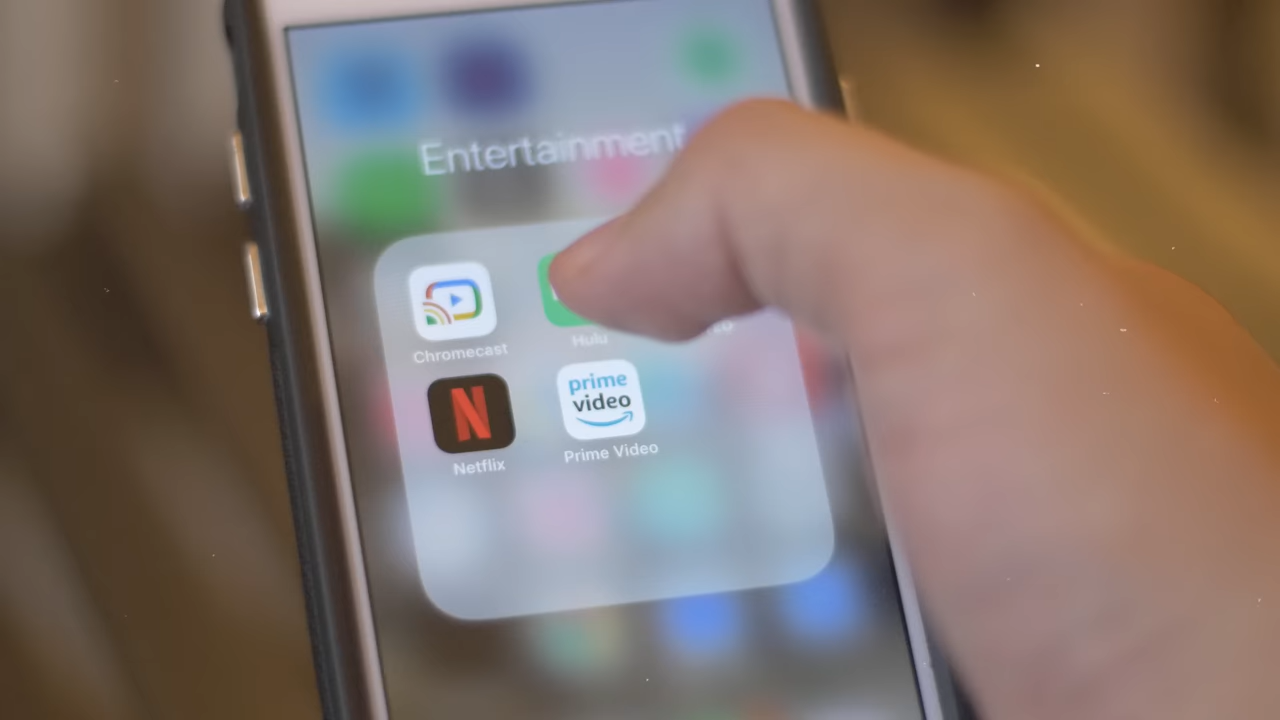 Entertainment
Chromecast
Hulu
N
prime
video
Netflix
Prime Video